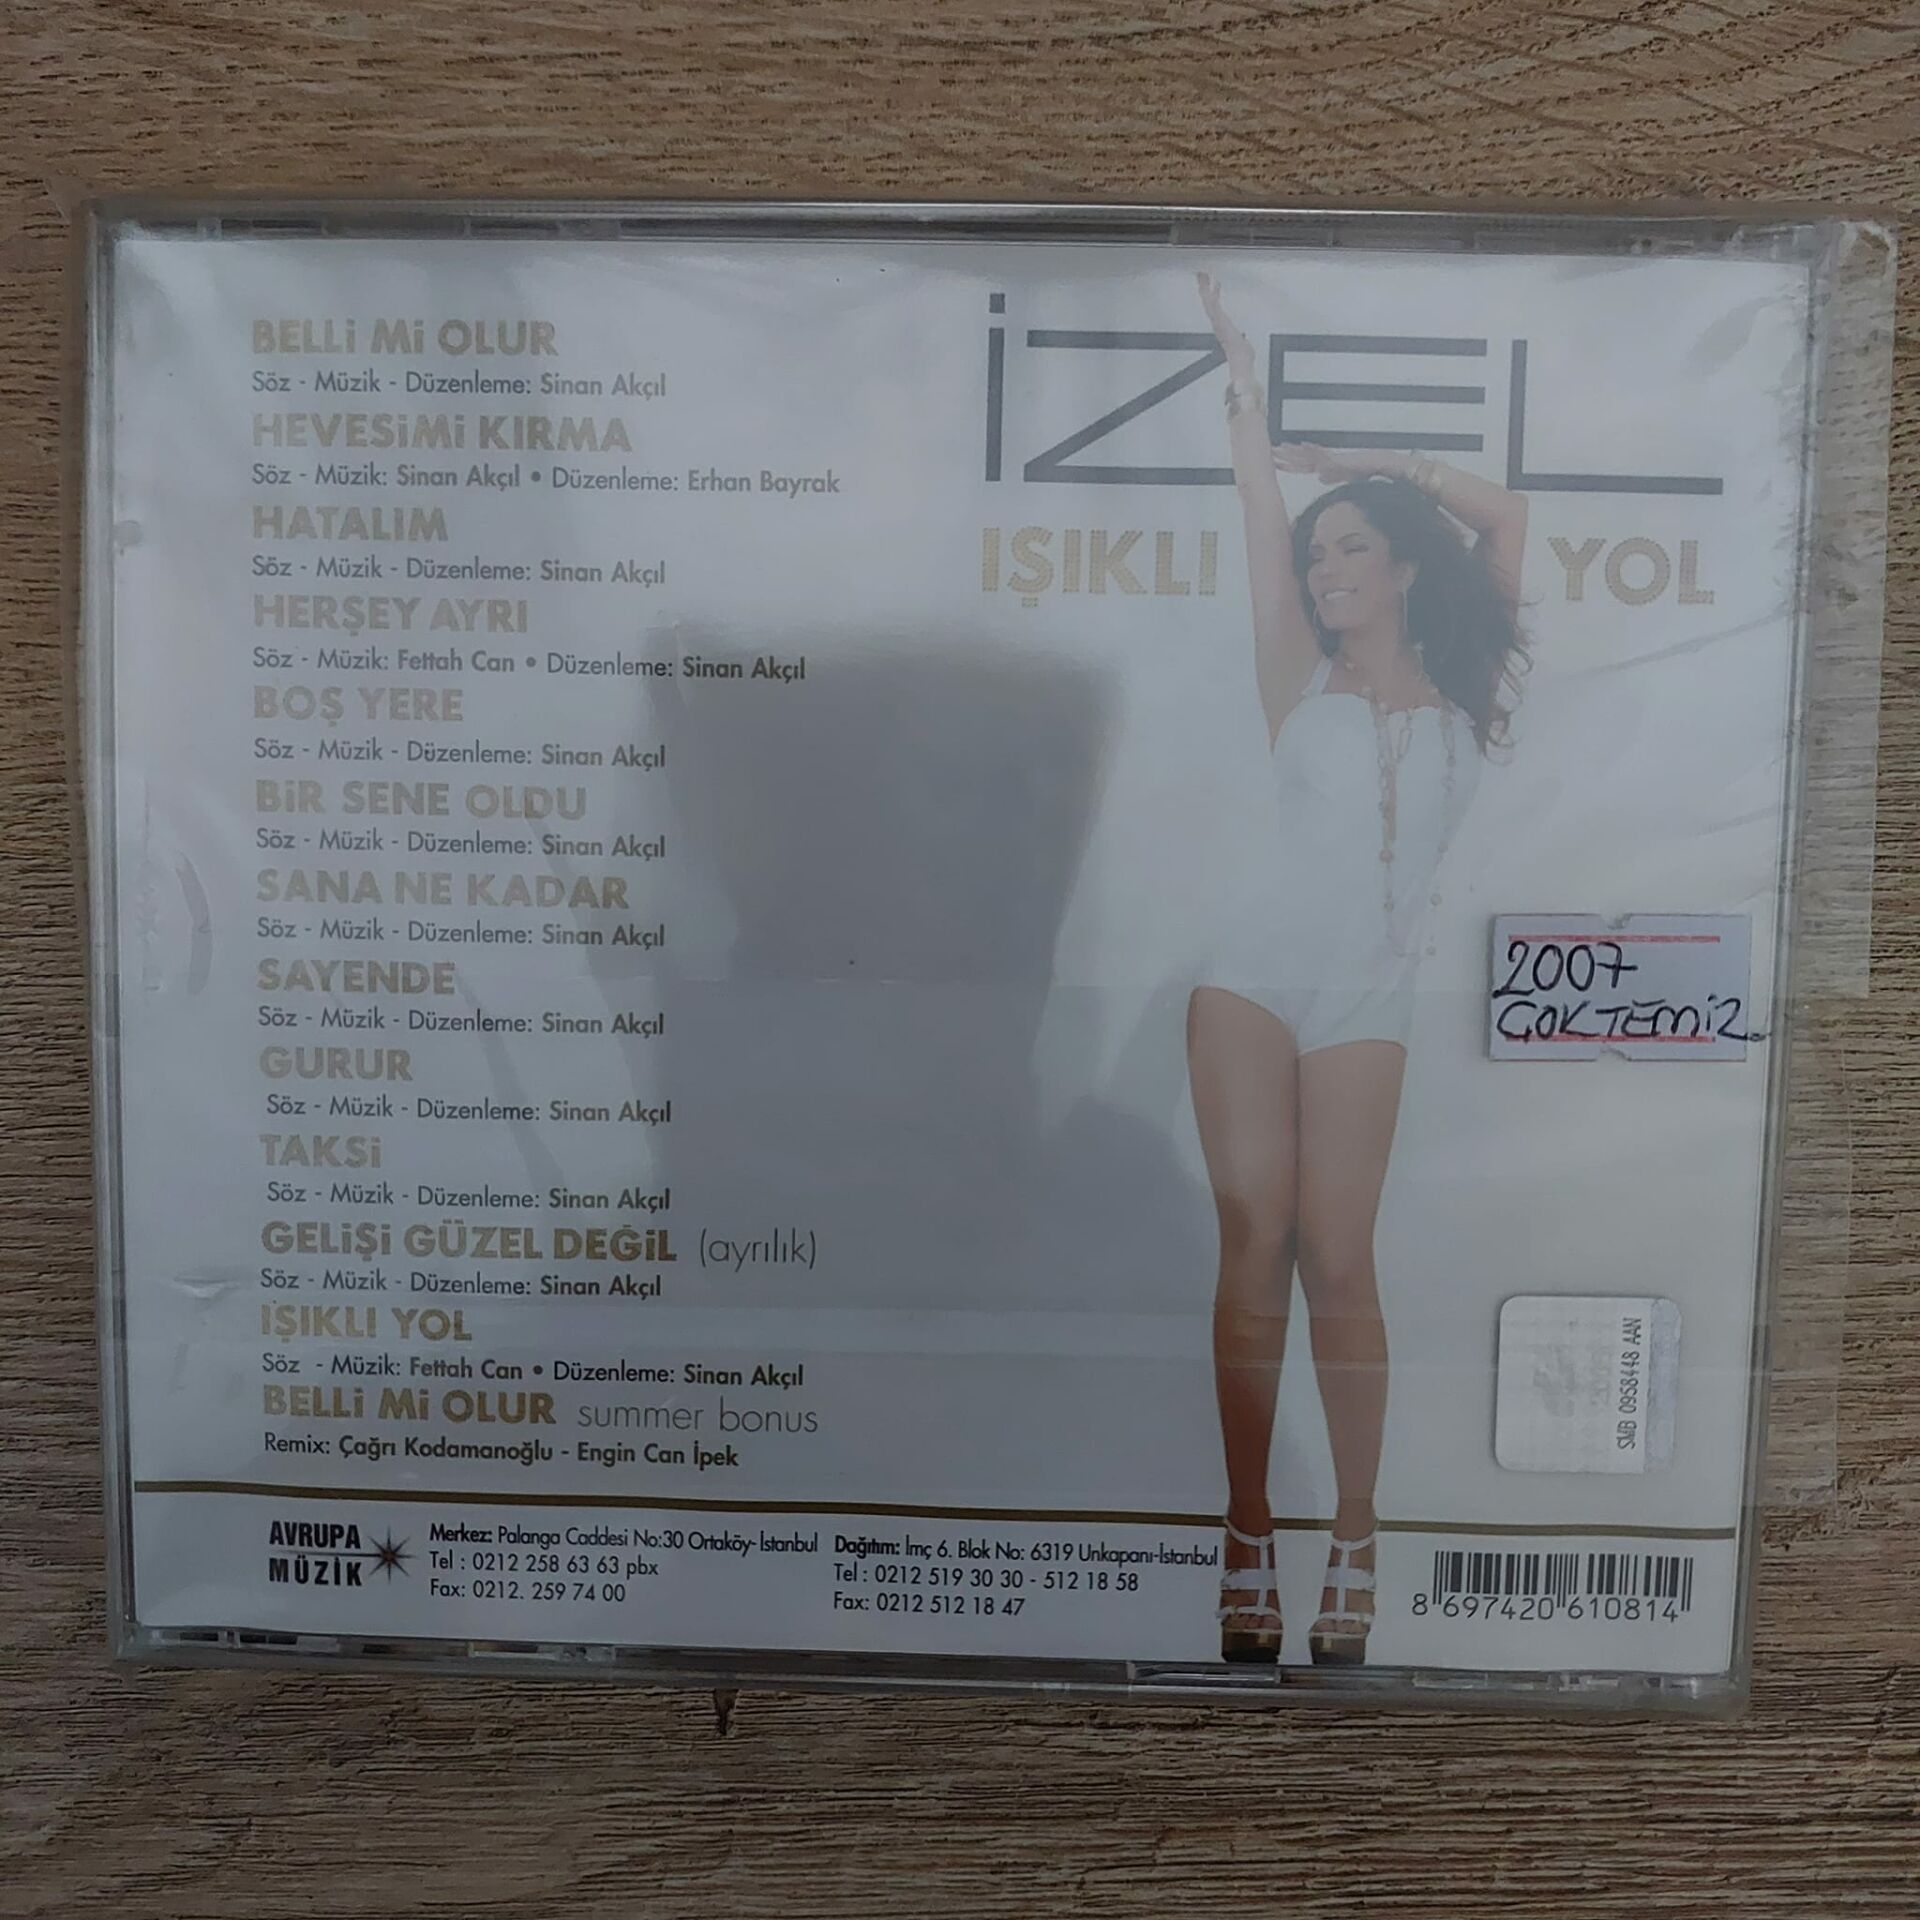 BELLİ Mİ OLUR
Söz - Müzik - Düzenleme: Sinan Akçıl
HEVESİMİ KIRMA
Söz - Müzik: Sinan Akçıl • Düzenleme: Erhan Bayrak
HATALIM
Söz - Müzik - Düzenleme: Sinan Akçıl
HERŞEY AYRI
Söz - Müzik: Fettah Can • Düzenleme: Sinan Akçıl
BOŞ YERE
Söz - Müzik - Düzenleme: Sinan Akçıl
BİR SENE OLDU
Söz - Müzik - Düzenleme: Sinan Akçıl
SANA NE KADAR
Söz - Müzik - Düzenleme: Sinan Akçıl
SAYENDE
Söz - Müzik - Düzenleme: Sinan Akçıl
GURUR
Söz - Müzik - Düzenleme: Sinan Akçıl
TAKSİ
Söz - Müzik - Düzenleme: Sinan Akçıl
GELİŞİ GÜZEL DEĞİL (ayrılık)
Söz - Müzik - Düzenleme: Sinan Akçıl
IŞIKLI YOL
Söz - Müzik: Fettah Can • Düzenleme: Sinan Akçıl
BELLİ Mİ OLUR summer bonus
Remix: Çağrı Kodamanoğlu - Engin Can İpek
İZEL
IŞIKLI YOL
2007
ÇOKTEMİZ
SMB 0958448 AAN
AVRUPA
MÜZİK
Merkez: Palanga Caddesi No:30 Ortaköy-İstanbul
Tel : 0212 258 63 63 pbx
Fax: 0212. 259 74 00
Dağıtım: İmç 6. Blok No: 6319 Unkapanı-İstanbul
Tel : 0212 519 30 30 - 512 18 58
Fax: 0212 512 18 47
8 697420 610814